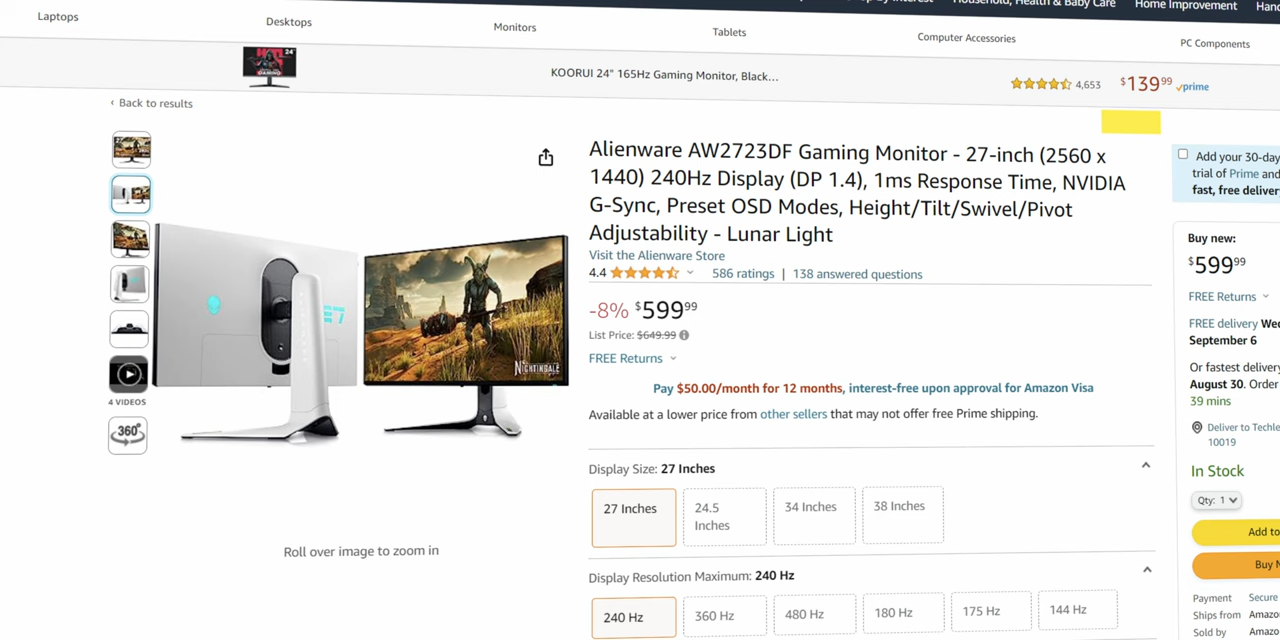 Household, Health & Baby Care Home Improvement
Laptops Desktops Monitors Tablets Computer Accessories PC Components
24"
KOORUI 24" 165Hz Gaming Monitor, Black... 4,653 $139.99 prime
‹ Back to results
Alienware AW2723DF Gaming Monitor - 27-inch (2560 x
1440) 240Hz Display (DP 1.4), 1ms Response Time, NVIDIA
G-Sync, Preset OSD Modes, Height/Tilt/Swivel/Pivot
Adjustability - Lunar Light
Visit the Alienware Store
4.4 586 ratings | 138 answered questions
-8% $599.99
List Price: $649.99
FREE Returns
Pay $50.00/month for 12 months, interest-free upon approval for Amazon Visa
Available at a lower price from other sellers that may not offer free Prime shipping.
Display Size: 27 Inches
27 Inches
24.5
Inches
34 Inches
38 Inches
Display Resolution Maximum: 240 Hz
240 Hz 360 Hz 480 Hz 180 Hz 175 Hz 144 Hz
NIGHTINGALE
4 VIDEOS
360°
Roll over image to zoom in
Add your 30-day
trial of Prime and
fast, free
Buy new:
$599.99
FREE Returns
FREE delivery
September 6
Or fastest
August 30. Order
39 mins
Deliver to
10019
In Stock
Qty: 1
Add to
Buy
Payment Secure
Ships from
Sold by